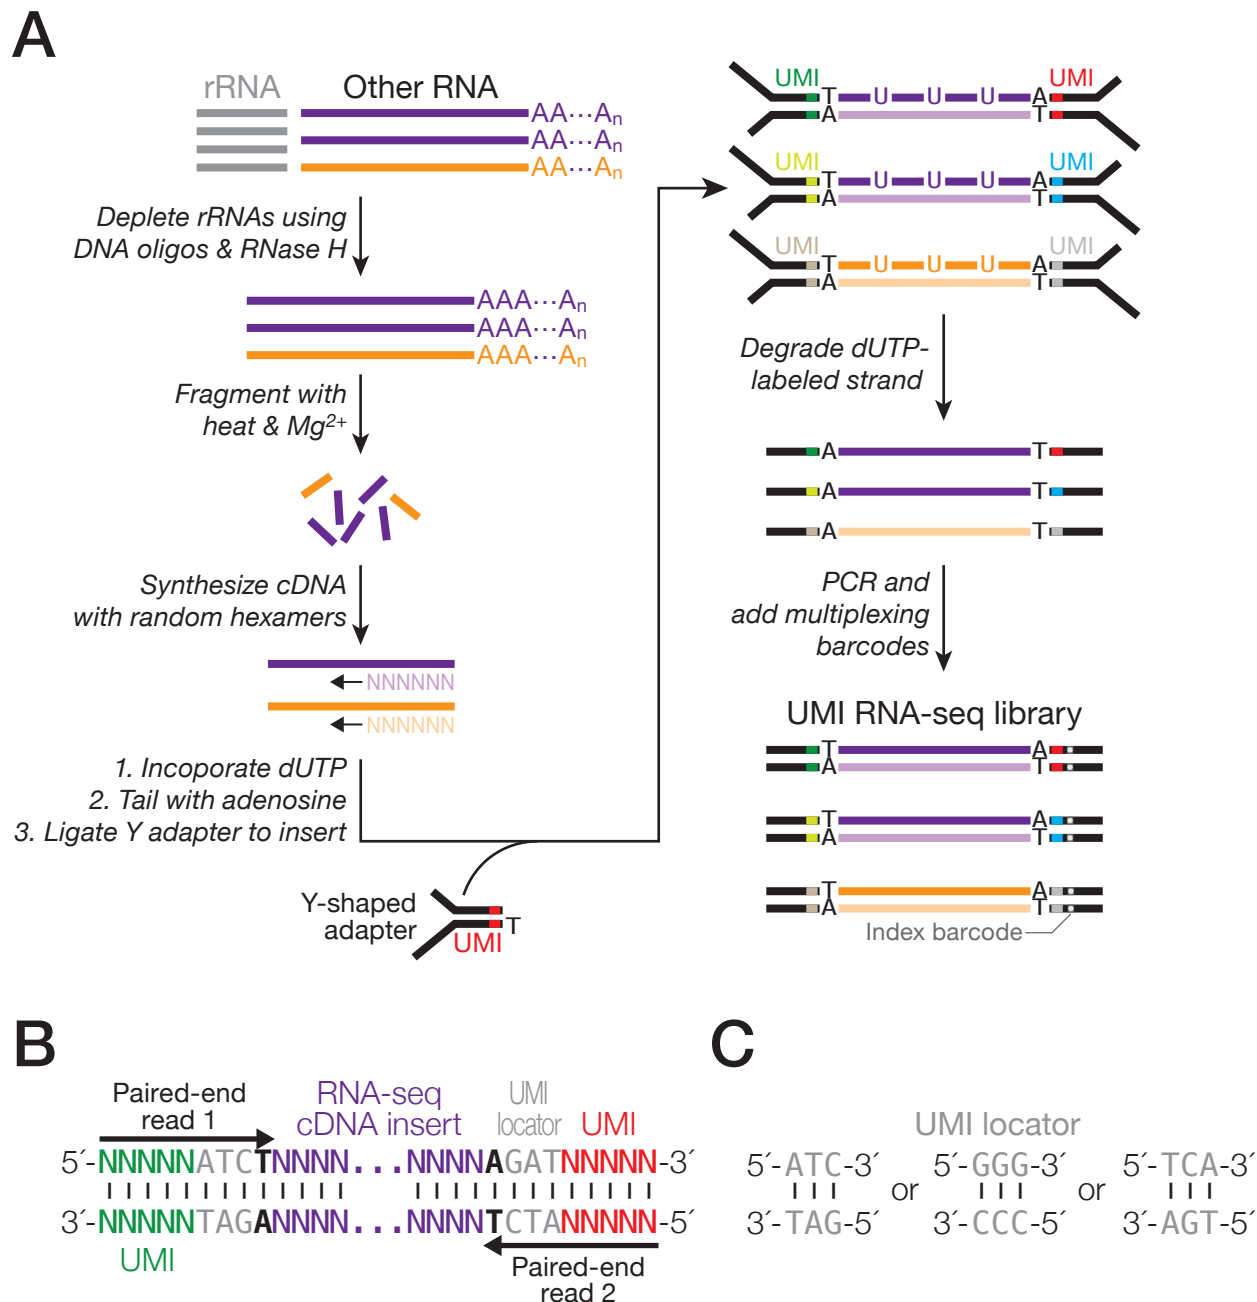 A
rRNA
Other RNA
AA···An
AA···An
AA···An
Deplete rRNAs using
DNA oligos & RNase H
AAA···An
AAA···An
AAA···An
Fragment with
heat & Mg2+
Synthesize cDNA
with random hexamers
NNNNNN
NNNNNN
1. Incoporate dUTP
2. Tail with adenosine
3. Ligate Y adapter to insert
Y-shaped
adapter
UMI
T
UMI UMI
T U U U A
A T
UMI UMI
T U U U A
A T
UMI UMI
T U U U A
A T
Degrade dUTP-
labeled strand
A T
A T
A T
PCR and
add multiplexing
barcodes
UMI RNA-seq library
T A
A T
T A
A T
T A
A T
Index barcode
B
Paired-end
read 1
RNA-seq
cDNA insert
UMI
locator
UMI
5´-NNNNNATCTNNNN...NNNNAGATNNNNN-3´
3´-NNNNNTAGANNNN...NNNNTCTANNNNN-5´
UMI
Paired-end
read 2
C
UMI locator
5´-ATC-3´ 5´-GGG-3´ 5´-TCA-3´
or or
3´-TAG-5´ 3´-CCC-5´ 3´-AGT-5´